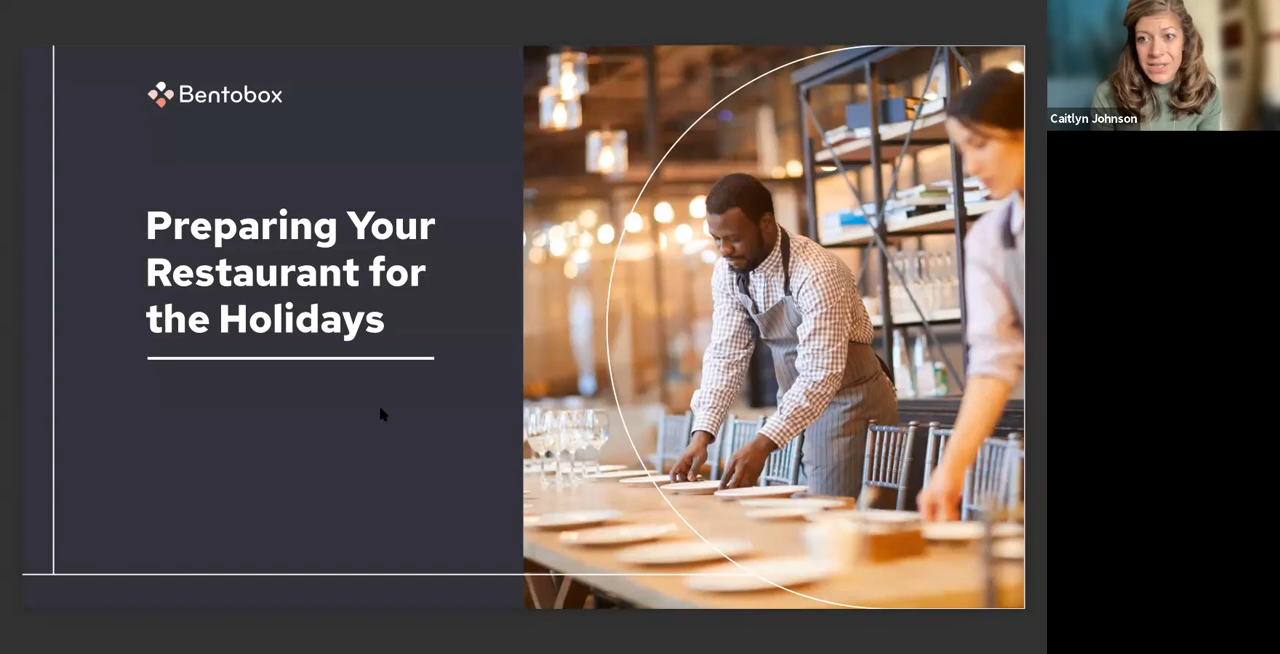 Bentobox
Preparing Your
Restaurant for
the Holidays
Caitlyn Johnson